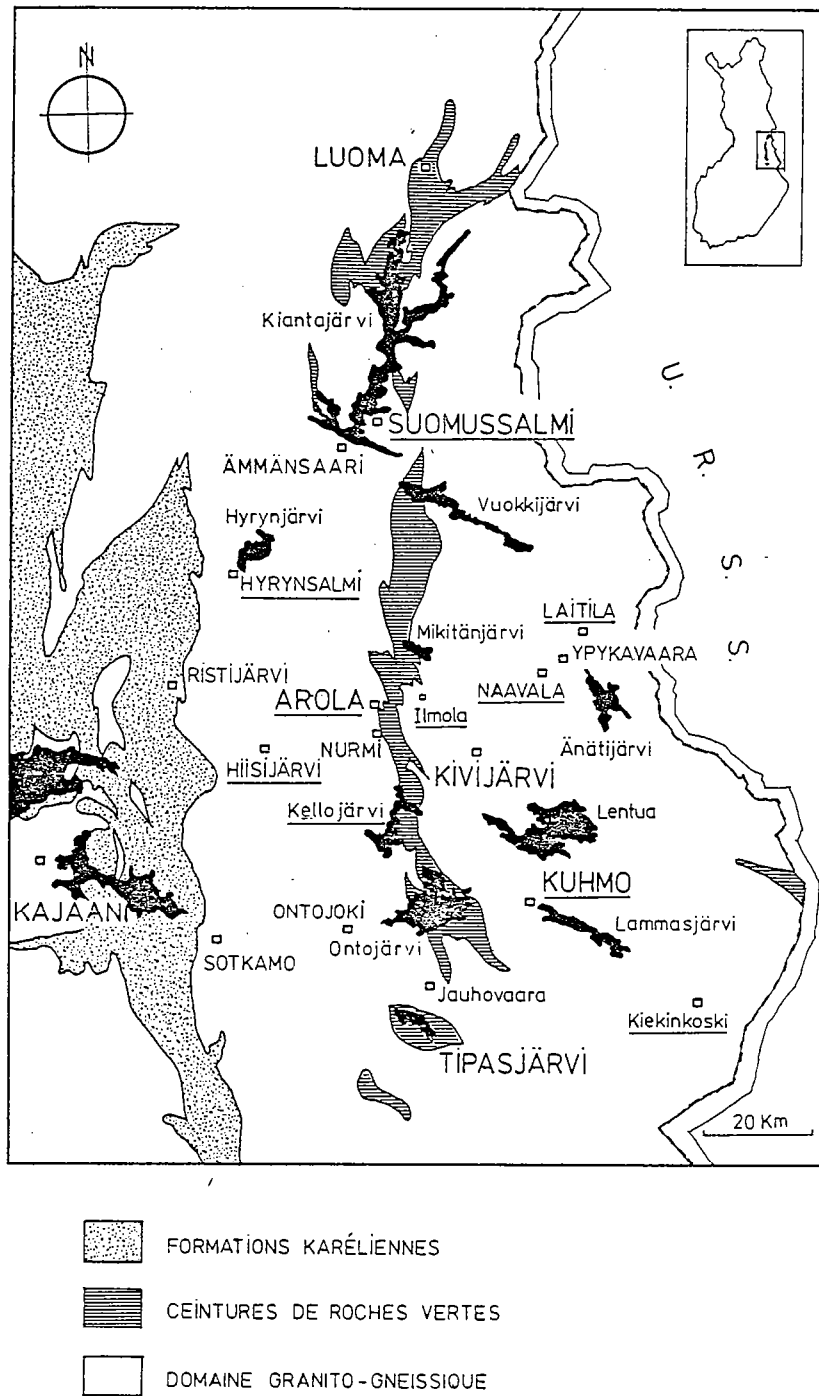 N
LUOMA
Kiantajärvi
U. R. S. S.
SUOMUSSALMI
ÄMMÄNSAARI
Vuokkijärvi
Hyrynjärvi
HYRYNSALMI
LAITILA
Mikitänjärvi
YPYKAVAARA
RISTIJÄRVI
NAAVALA
AROLA
Ilmola
Änätijärvi
NURMI
HIISIJÄRVI
KIVIJÄRVI
Kellojärvi
Lentua
KAJAANI
KUHMO
ONTOJOKI
Lammasjärvi
Ontojärvi
SOTKAMO
Jauhovaara
Kiekinkoski
TIPASJÄRVI
20 Km
FORMATIONS KARÉLIENNES
CEINTURES DE ROCHES VERTES
DOMAINE GRANITO-GNEISSIQUE